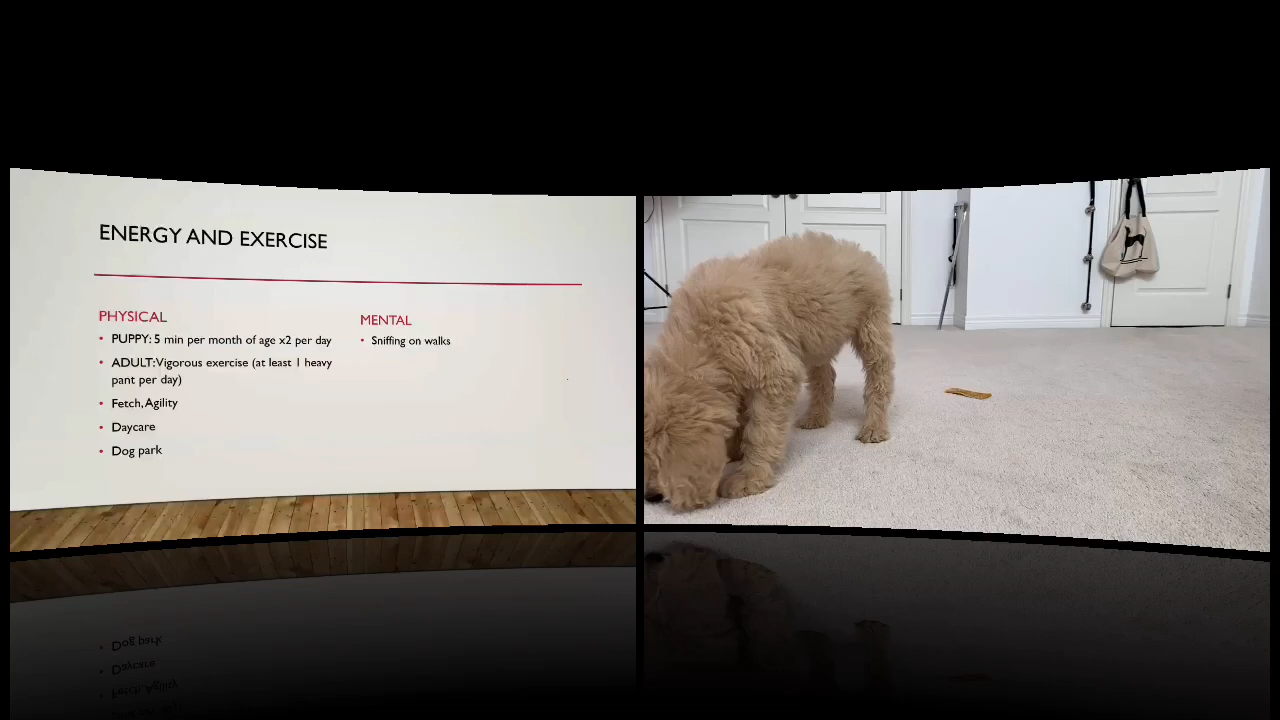 ENERGY AND EXERCISE
PHYSICAL
• PUPPY: 5 min per month of age x2 per day
• ADULT:Vigorous exercise (at least 1 heavy
pant per day)
• Fetch, Agility
• Daycare
• Dog park
MENTAL
• Sniffing on walks